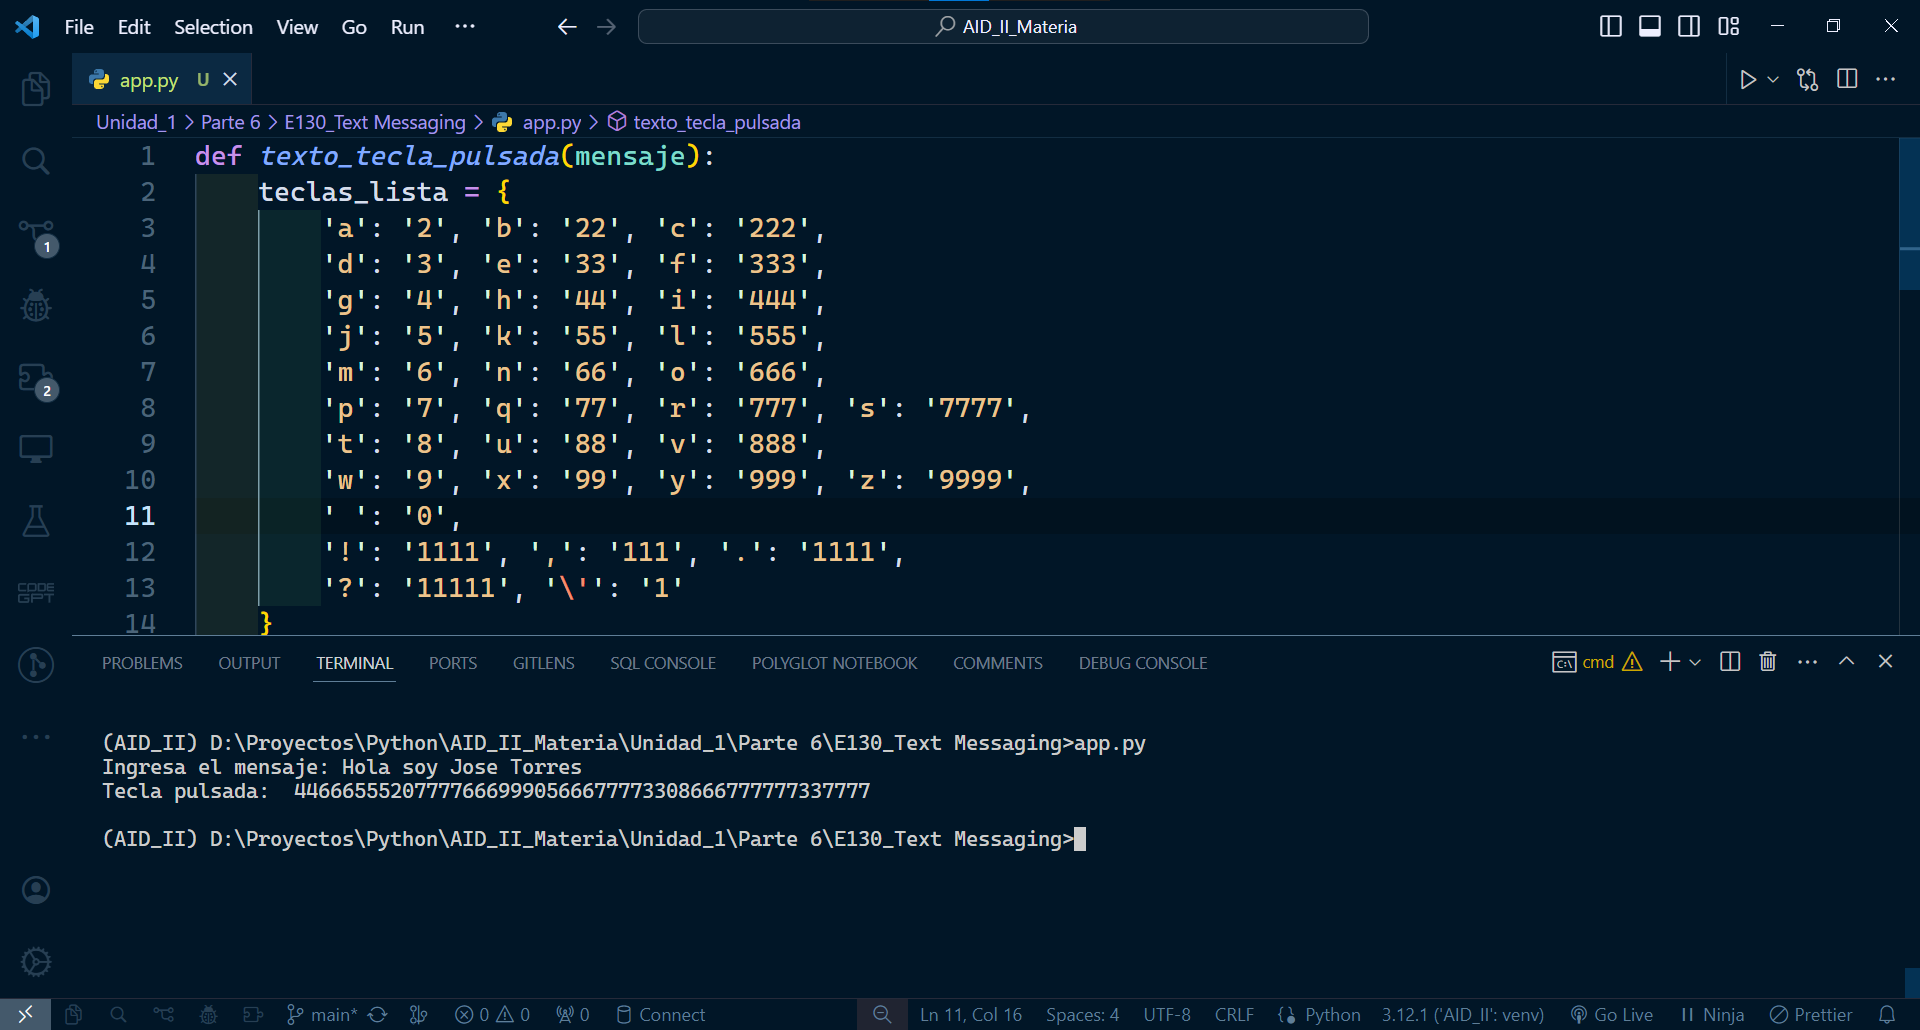 File Edit Selection View Go Run ··· AID_II_Materia
app.py U
Unidad_1 > Parte 6 > E130_Text Messaging > app.py > texto_tecla_pulsada
1 def texto_tecla_pulsada(mensaje):
2 teclas_lista = {
3 'a': '2', 'b': '22', 'c': '222',
4 'd': '3', 'e': '33', 'f': '333',
5 'g': '4', 'h': '44', 'i': '444',
6 'j': '5', 'k': '55', 'l': '555',
7 'm': '6', 'n': '66', 'o': '666',
8 'p': '7', 'q': '77', 'r': '777', 's': '7777',
9 't': '8', 'u': '88', 'v': '888',
10 'w': '9', 'x': '99', 'y': '999', 'z': '9999',
11 ' ': '0',
12 '!': '1111', ',': '111', '.': '1111',
13 '?': '11111', '\'': '1'
14 }
1
2
CODE GPT
PROBLEMS OUTPUT TERMINAL PORTS GITLENS SQL CONSOLE POLYGLOT NOTEBOOK COMMENTS DEBUG CONSOLE cmd
(AID_II) D:\Proyectos\Python\AID_II_Materia\Unidad_1\Parte 6\E130_Text Messaging>app.py
Ingresa el mensaje: Hola soy Jose Torres
Tecla pulsada:  446665552077776669990566677773308666777777337777
(AID_II) D:\Proyectos\Python\AID_II_Materia\Unidad_1\Parte 6\E130_Text Messaging>
main* 0 0 0 Connect Ln 11, Col 16 Spaces: 4 UTF-8 CRLF Python 3.12.1 ('AID_II': venv) Go Live Ninja Prettier